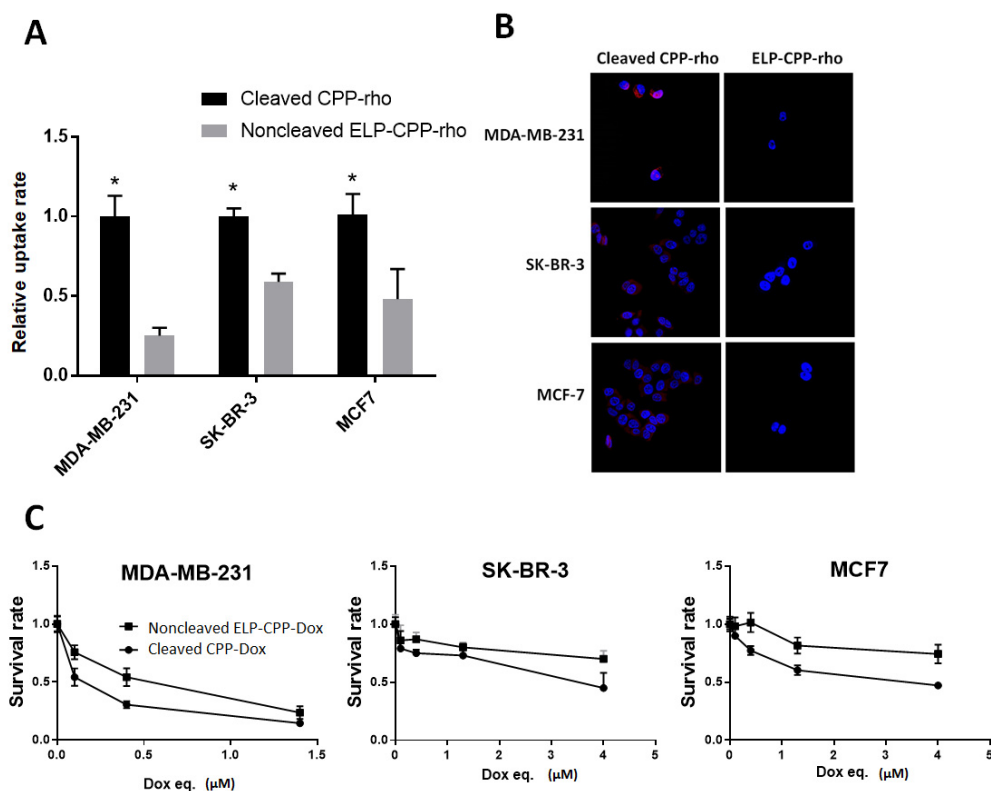 A
Cleaved CPP-rho
Noncleaved ELP-CPP-rho
Relative uptake rate
1.5
1.0
0.5
0.0
*
*
*
MDA-MB-231
SK-BR-3
MCF7
B
Cleaved CPP-rho
ELP-CPP-rho
MDA-MB-231
SK-BR-3
MCF-7
C
MDA-MB-231
Survival rate
1.5
1.0
0.5
0.0
Noncleaved ELP-CPP-Dox
Cleaved CPP-Dox
0.0 0.5 1.0 1.5
Dox eq. (μM)
SK-BR-3
Survival rate
1.5
1.0
0.5
0.0
0 1 2 3 4 5
Dox eq. (μM)
MCF7
Survival rate
1.5
1.0
0.5
0.0
0 1 2 3 4 5
Dox eq. (μM)